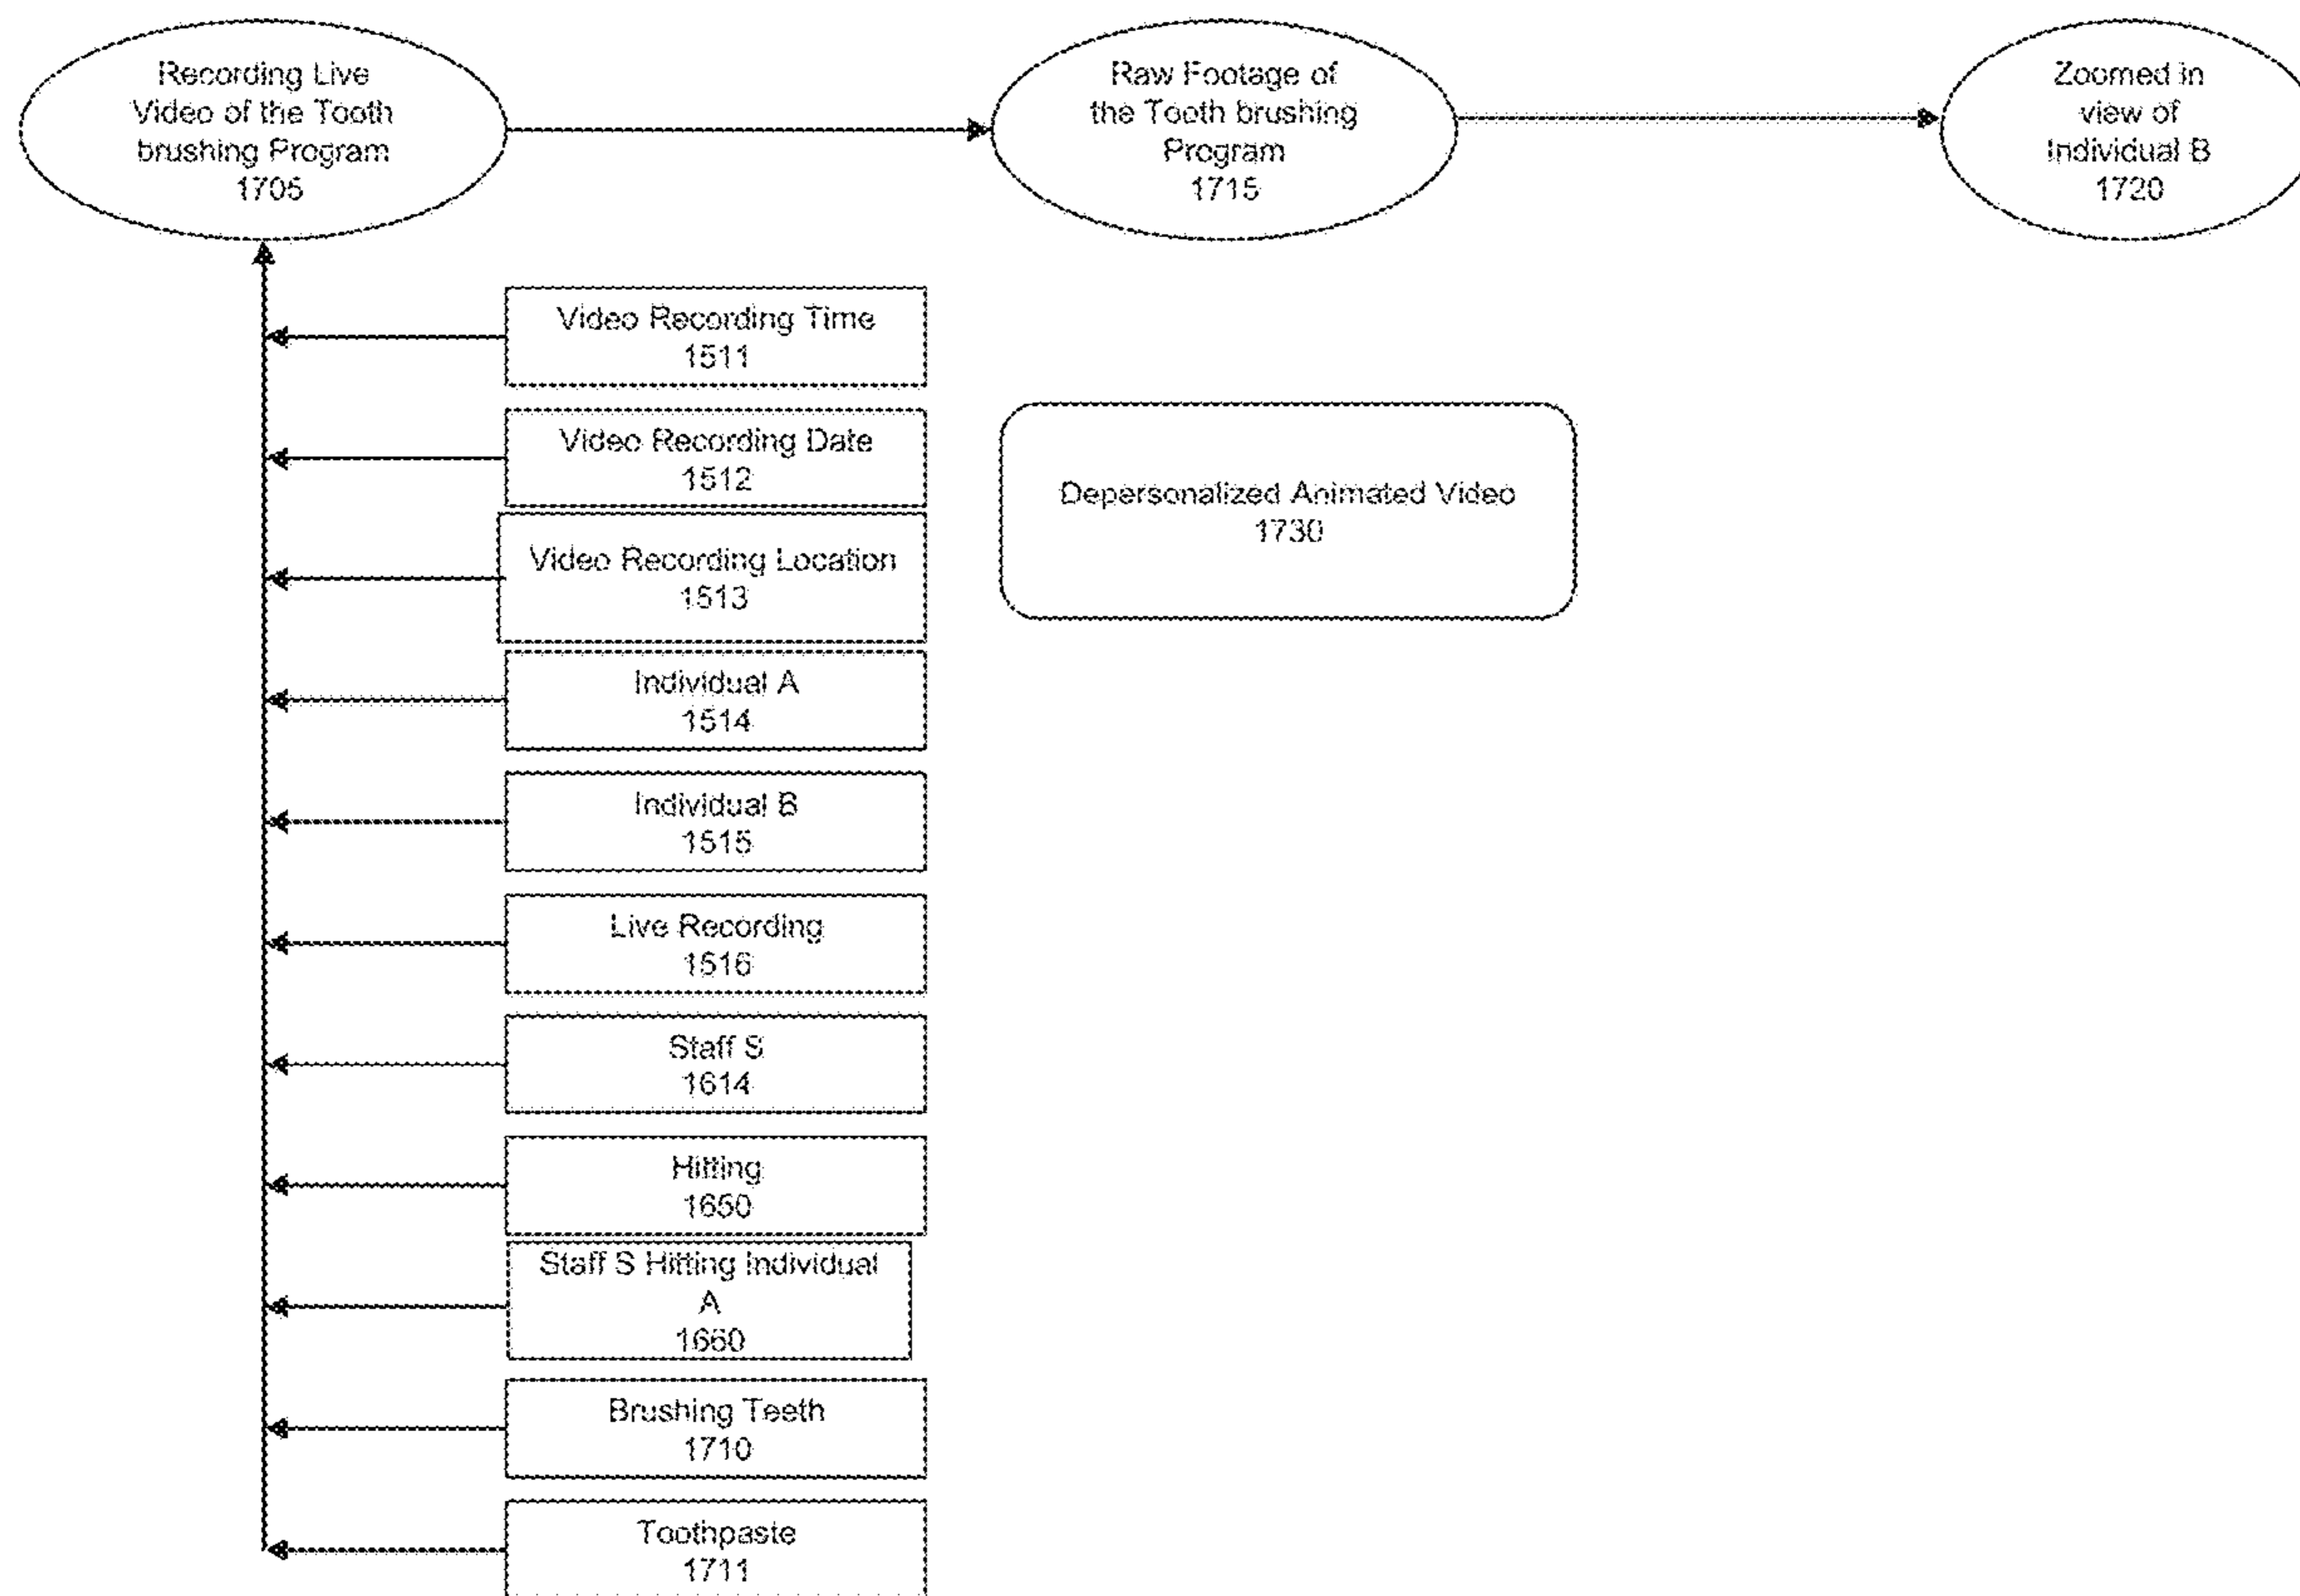 Recording Live
Video of the Tooth
brushing Program
1705
Raw Footage of
the Tooth brushing
Program
1715
Zoomed in
view of
Individual B
1720
Video Recording Time
1511
Video Recording Date
1512
Video Recording Location
1513
Depersonalized Animated Video
1730
Individual A
1514
Individual B
1515
Live Recording
1516
Staff S
1614
Hitting
1650
Staff S Hitting Individual
A
1660
Brushing Teeth
1710
Toothpaste
1711